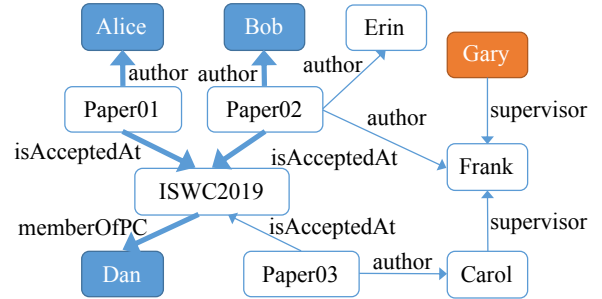 Alice
Bob
Erin
Gary
author
author
author
Paper01
Paper02
supervisor
author
isAcceptedAt
isAcceptedAt
Frank
ISWC2019
memberOfPC
isAcceptedAt
supervisor
Dan
Paper03
author
Carol